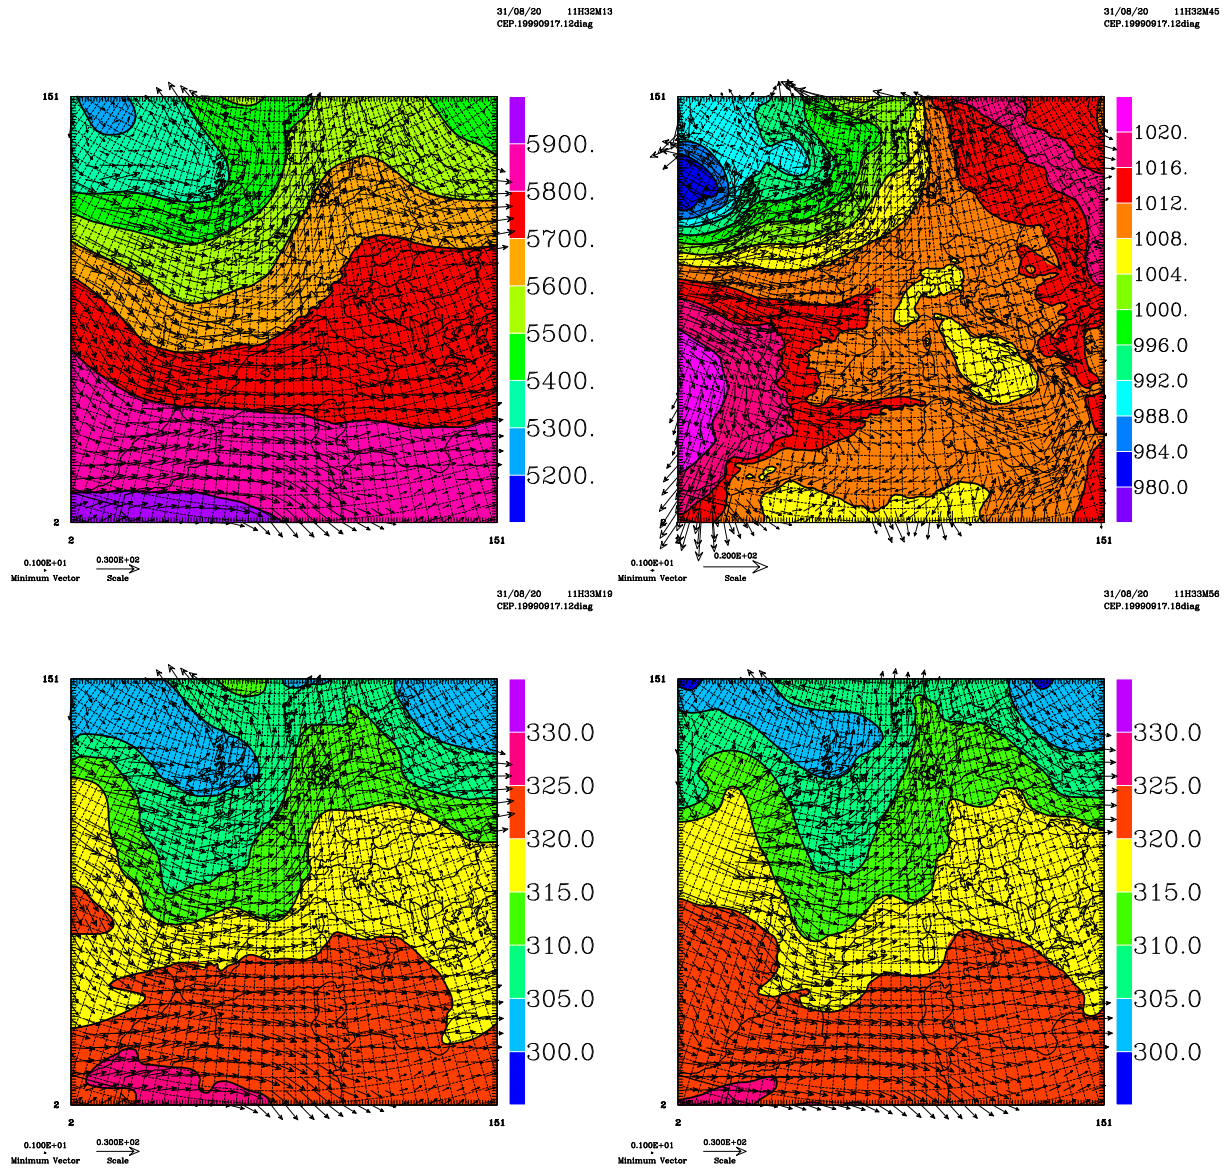 31/08/20 11H32M13
CEP.19990917.12diag
151
5900.
5800.
5700.
5600.
5500.
5400.
5300.
5200.
2
2
151
0.100E+01
Minimum Vector
0.300E+02
Scale
31/08/20 11H32M45
CEP.19990917.12diag
151
1020.
1016.
1012.
1008.
1004.
1000.
996.0
992.0
988.0
984.0
980.0
2
2
151
0.100E+01
Minimum Vector
0.200E+02
Scale
31/08/20 11H33M19
CEP.19990917.12diag
151
330.0
325.0
320.0
315.0
310.0
305.0
300.0
2
2
151
0.100E+01
Minimum Vector
0.300E+02
Scale
31/08/20 11H33M56
CEP.19990917.18diag
151
330.0
325.0
320.0
315.0
310.0
305.0
300.0
2
2
151
0.100E+01
Minimum Vector
0.300E+02
Scale